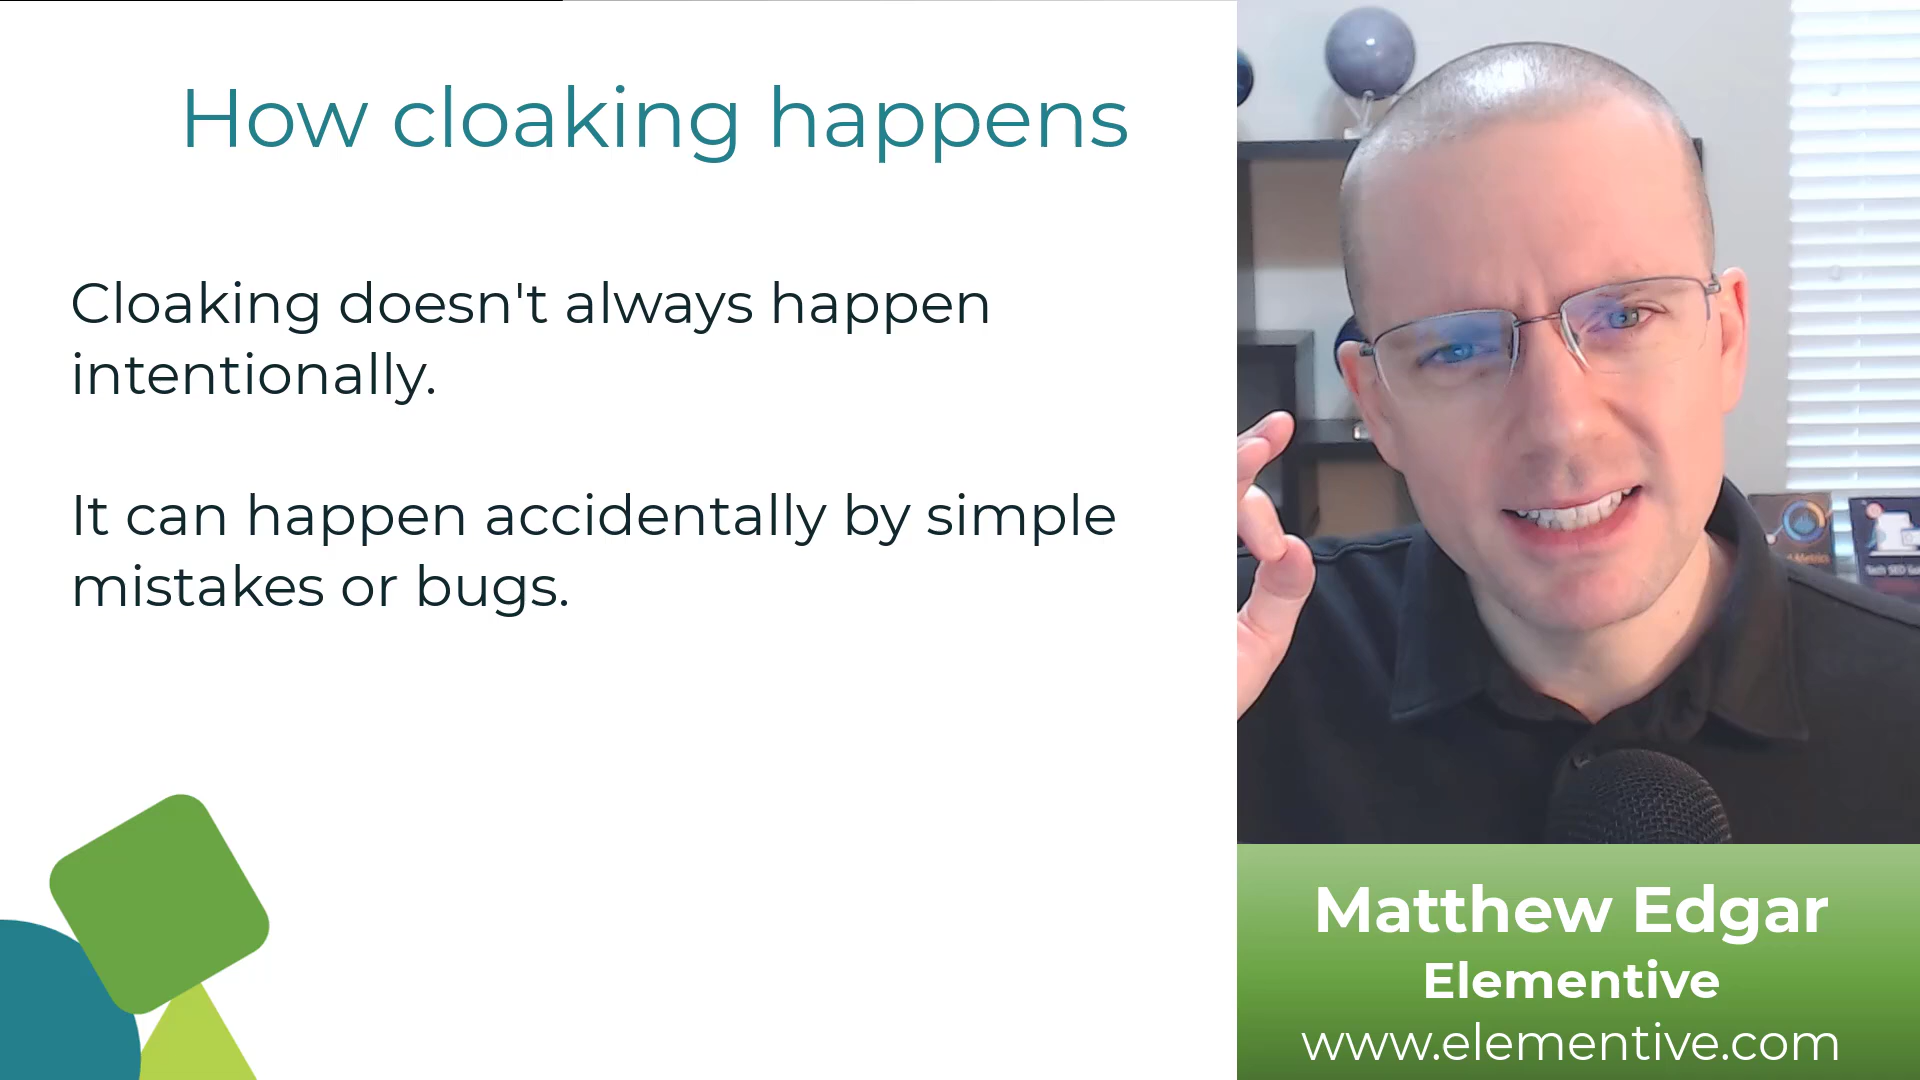 How cloaking happens
Cloaking doesn't always happen
intentionally.
It can happen accidentally by simple
mistakes or bugs.
Matthew Edgar
Elementive
www.elementive.com